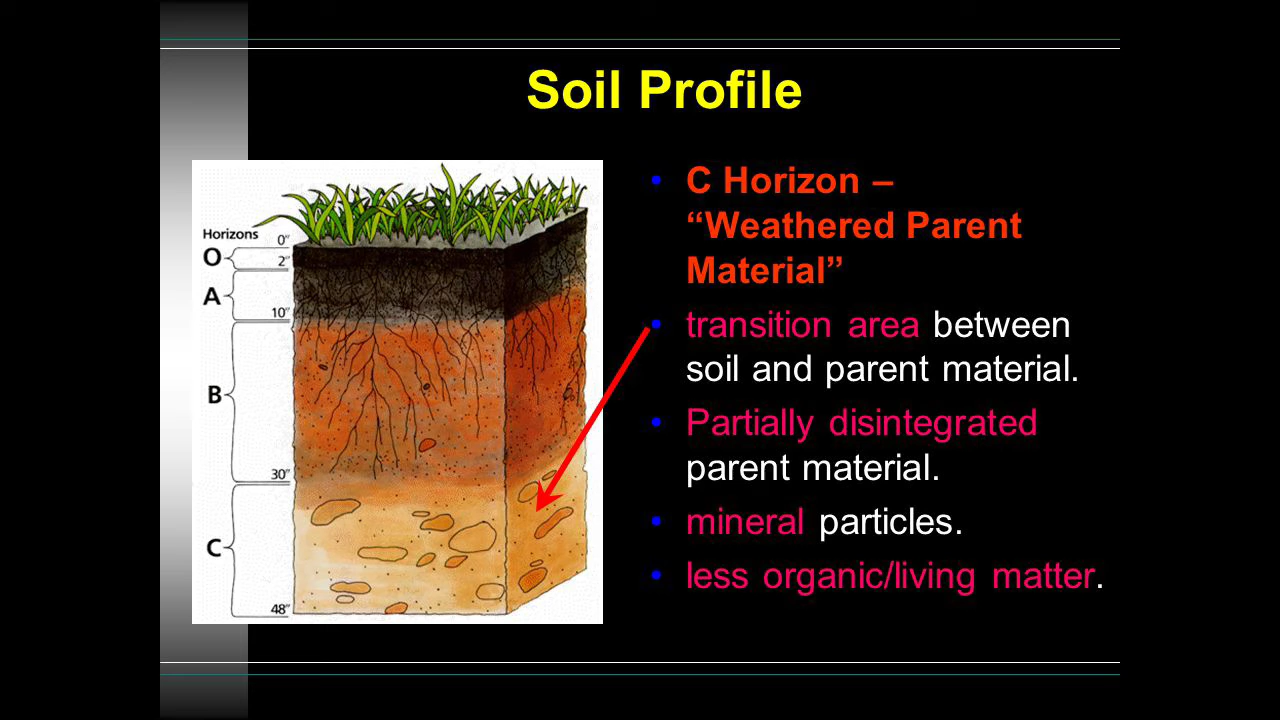 Soil Profile
Horizons
0"
O
2"
A
10"
B
30"
C
48"
• C Horizon –
“Weathered Parent
Material”
• transition area between
soil and parent material.
• Partially disintegrated
parent material.
• mineral particles.
• less organic/living matter.